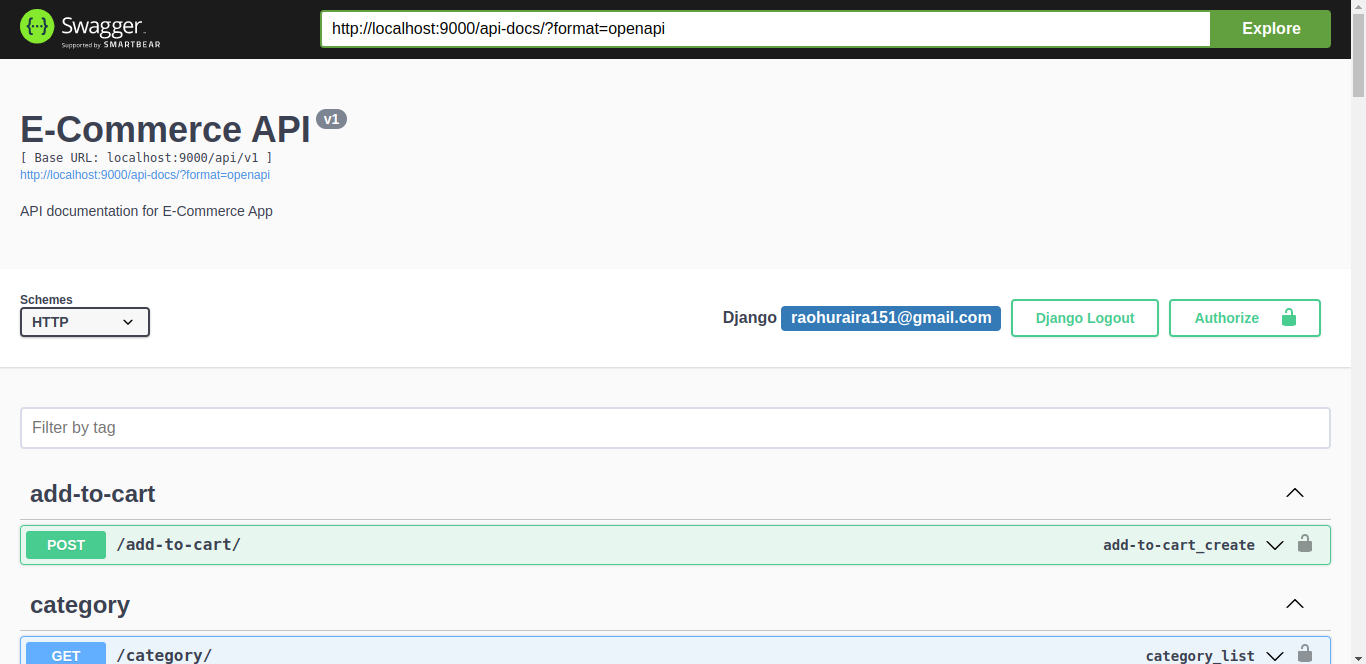 Swagger
Supported by SMARTBEAR
http://localhost:9000/api-docs/?format=openapi
Explore
E-Commerce API v1
[ Base URL: localhost:9000/api/v1 ]
http://localhost:9000/api-docs/?format=openapi
API documentation for E-Commerce App
Schemes
HTTP
Django raohuraira151@gmail.com
Django Logout
Authorize
Filter by tag
add-to-cart
POST /add-to-cart/ add-to-cart_create
category
GET /category/ category_list